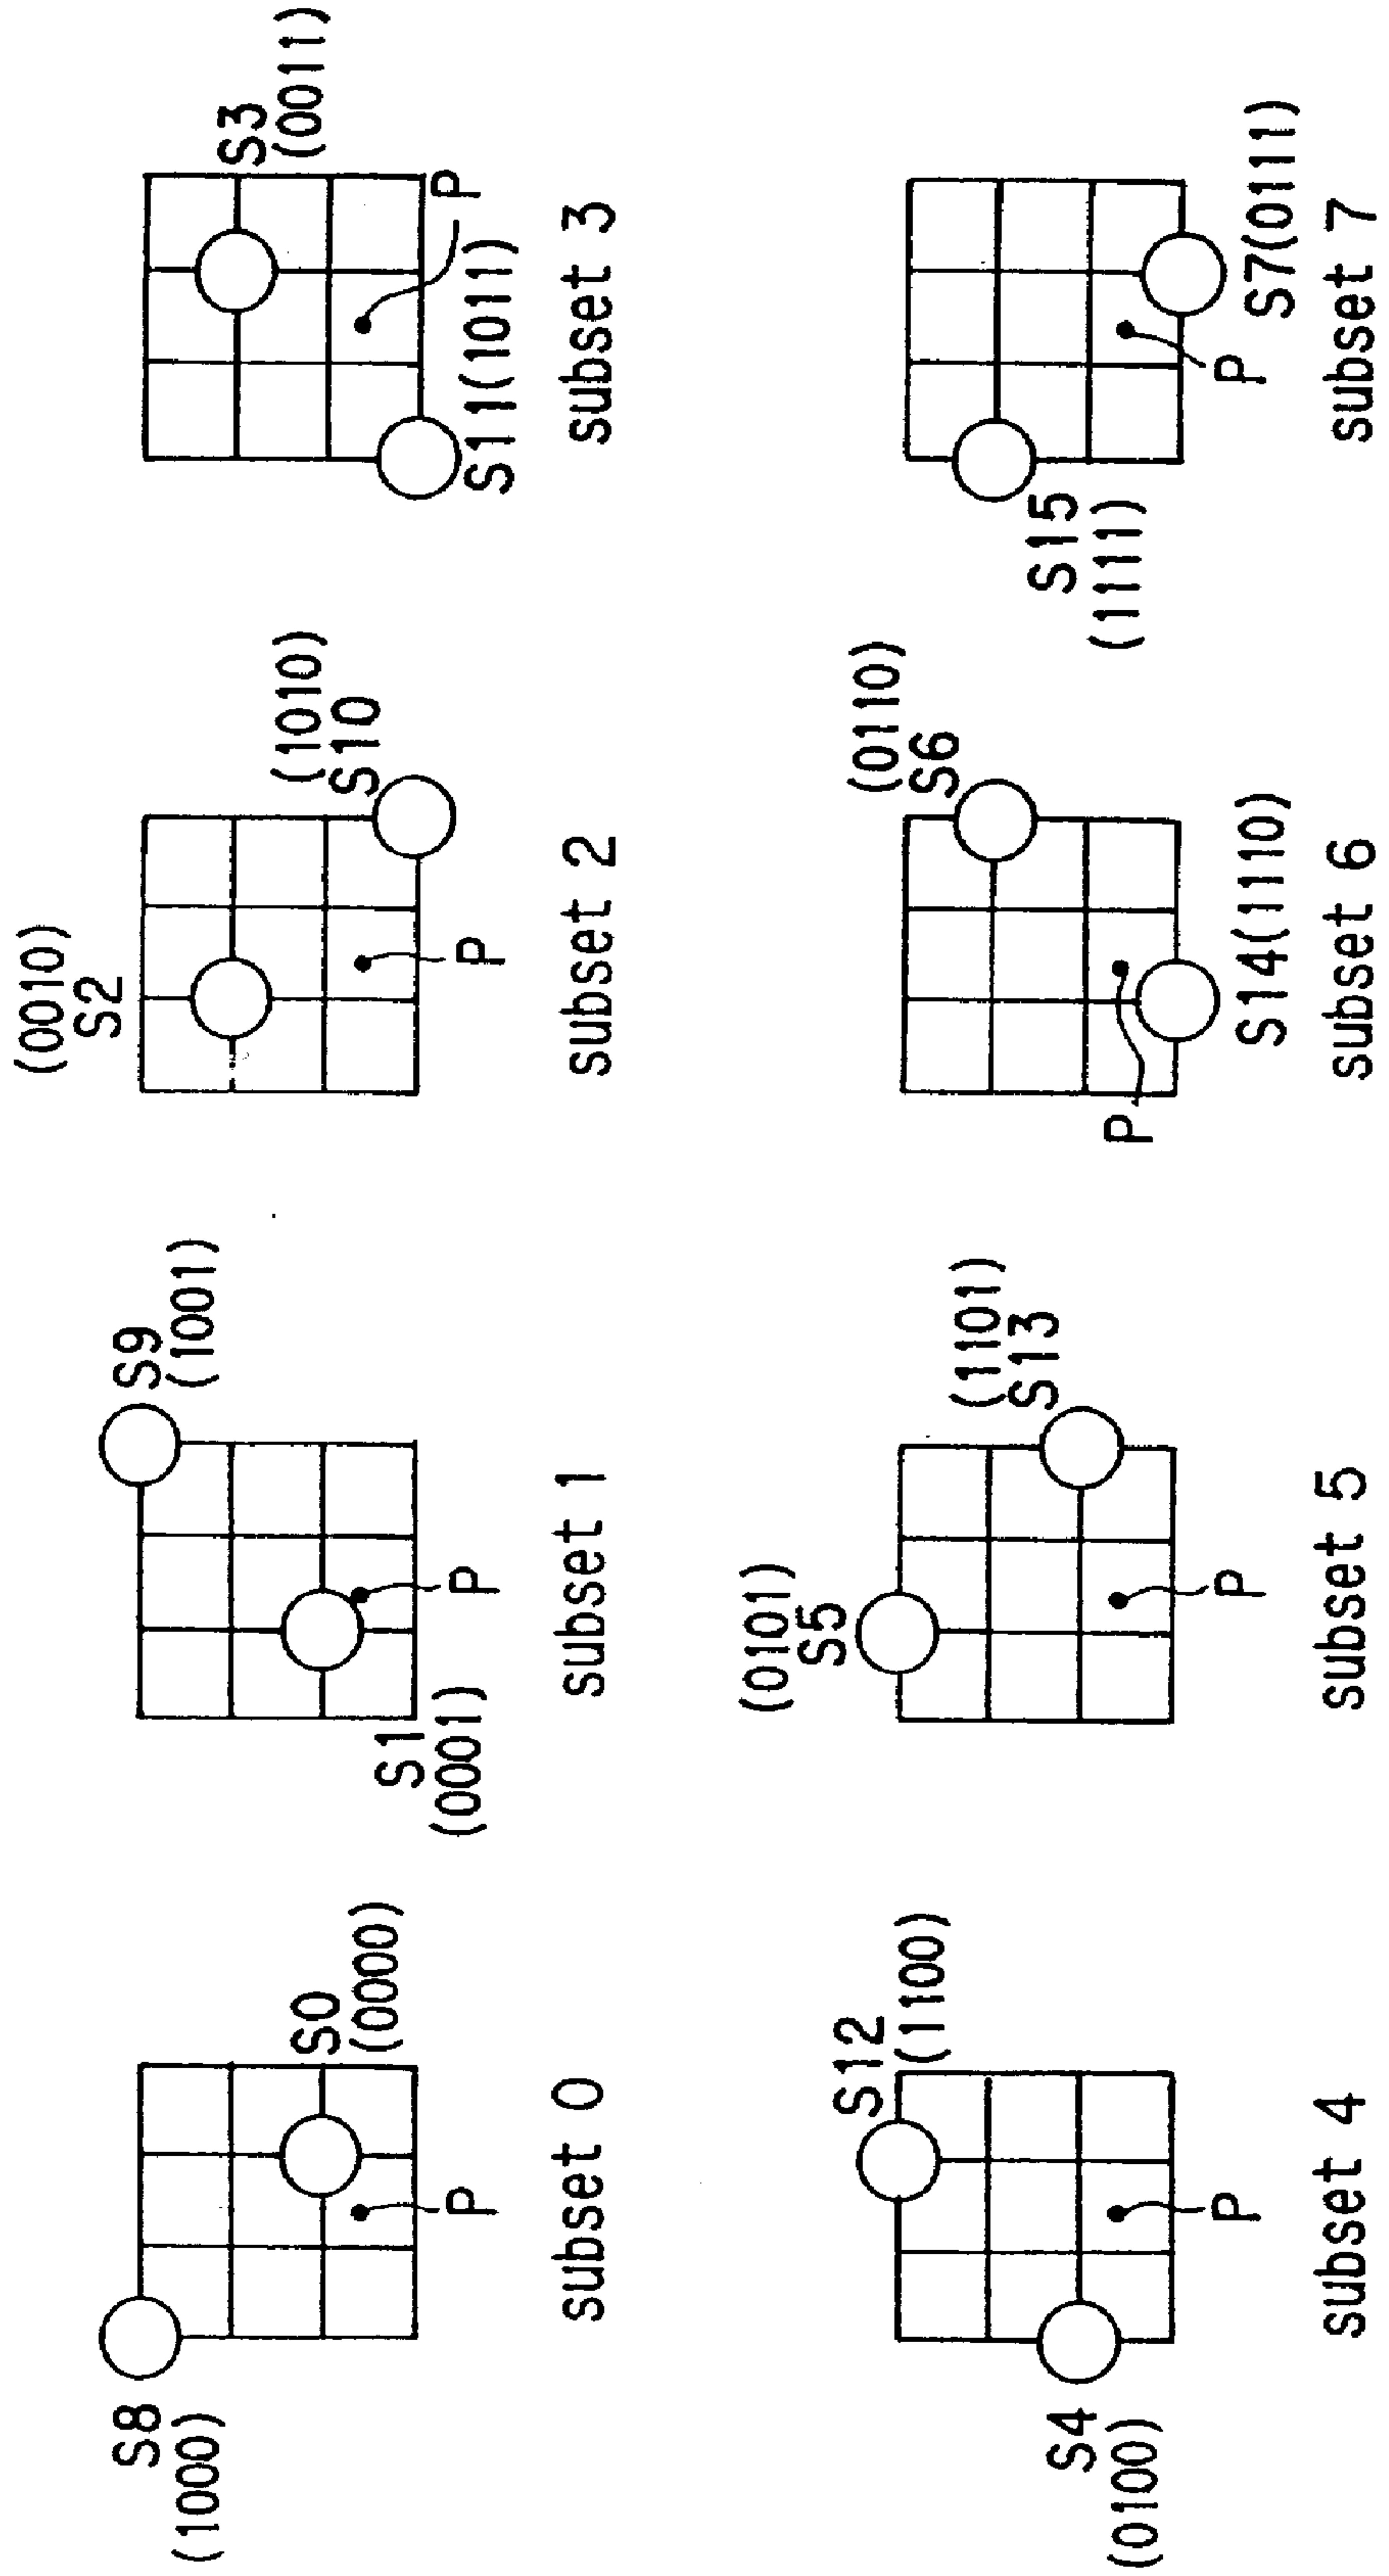 S8
(1000)
S0
(0000)
P
subset 0
S9
(1001)
S1
(0001)
P
subset 1
(0010)
S2
(1010)
S10
P
subset 2
S3
(0011)
P
S11(1011)
subset 3
S12
(1100)
S4
(0100)
P
subset 4
(0101)
S5
(1101)
S13
P
subset 5
(0110)
S6
P
S14(1110)
subset 6
S15
(1111)
P
S7(0111)
subset 7